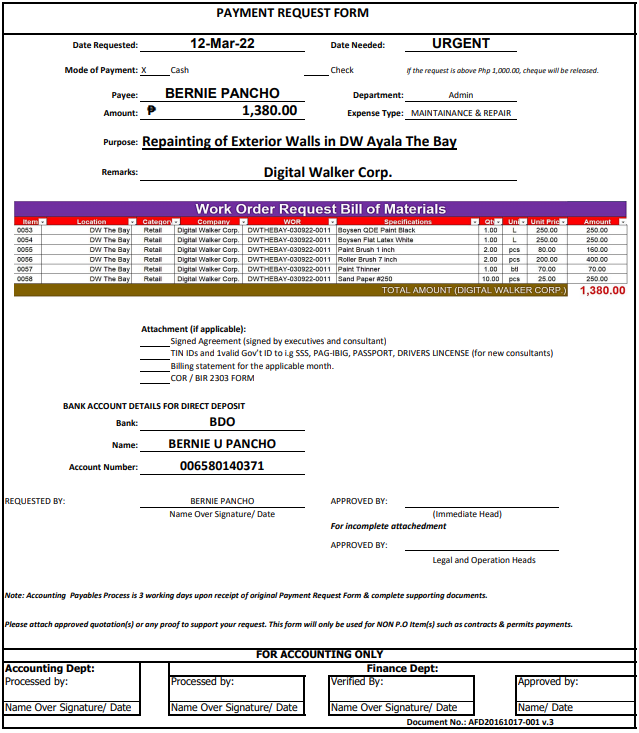 PAYMENT REQUEST FORM
Date Requested: 12-Mar-22 Date Needed: URGENT
Mode of Payment: X Cash Check If the request is above Php 1,000.00, cheque will be released.
Payee: BERNIE PANCHO Department: Admin
Amount: ₱ 1,380.00 Expense Type: MAINTAINANCE & REPAIR
Purpose: Repainting of Exterior Walls in DW Ayala The Bay
Remarks: Digital Walker Corp.
Work Order Request Bill of Materials
Item Location Category Company WOR Specifications Qt Uni Unit Pric Amount
0053 DW The Bay Retail Digital Walker Corp. DWTHEBAY-030922-0011 Boysen QDE Paint Black 1.00 L 250.00 250.00
0054 DW The Bay Retail Digital Walker Corp. DWTHEBAY-030922-0011 Boysen Flat Latex White 1.00 L 250.00 250.00
0055 DW The Bay Retail Digital Walker Corp. DWTHEBAY-030922-0011 Paint Brush 1 inch 2.00 pcs 80.00 160.00
0056 DW The Bay Retail Digital Walker Corp. DWTHEBAY-030922-0011 Roller Brush 7 inch 2.00 pcs 200.00 400.00
0057 DW The Bay Retail Digital Walker Corp. DWTHEBAY-030922-0011 Paint Thinner 1.00 btl 70.00 70.00
0058 DW The Bay Retail Digital Walker Corp. DWTHEBAY-030922-0011 Sand Paper #250 10.00 pcs 25.00 250.00
TOTAL AMOUNT (DIGITAL WALKER CORP.) 1,380.00
Attachment (if applicable):
Signed Agreement (signed by executives and consultant)
TIN IDs and 1valid Gov't ID to i.g SSS, PAG-IBIG, PASSPORT, DRIVERS LINCENSE (for new consultants)
Billing statement for the applicable month.
COR / BIR 2303 FORM
BANK ACCOUNT DETAILS FOR DIRECT DEPOSIT
Bank: BDO
Name: BERNIE U PANCHO
Account Number: 006580140371
REQUESTED BY: BERNIE PANCHO APPROVED BY:
Name Over Signature/ Date (Immediate Head)
For incomplete attachedment
APPROVED BY:
Legal and Operation Heads
Note: Accounting Payables Process is 3 working days upon receipt of original Payment Request Form & complete supporting documents.
Please attach approved quotation(s) or any proof to support your request. This form will only be used for NON P.O Item(s) such as contracts & permits payments.
FOR ACCOUNTING ONLY
Accounting Dept: Finance Dept:
Processed by: Processed by: Verified By: Approved by:
Name Over Signature/ Date Name Over Signature/ Date Name Over Signature/ Date Name/ Date
Document No.: AFD20161017-001 v.3